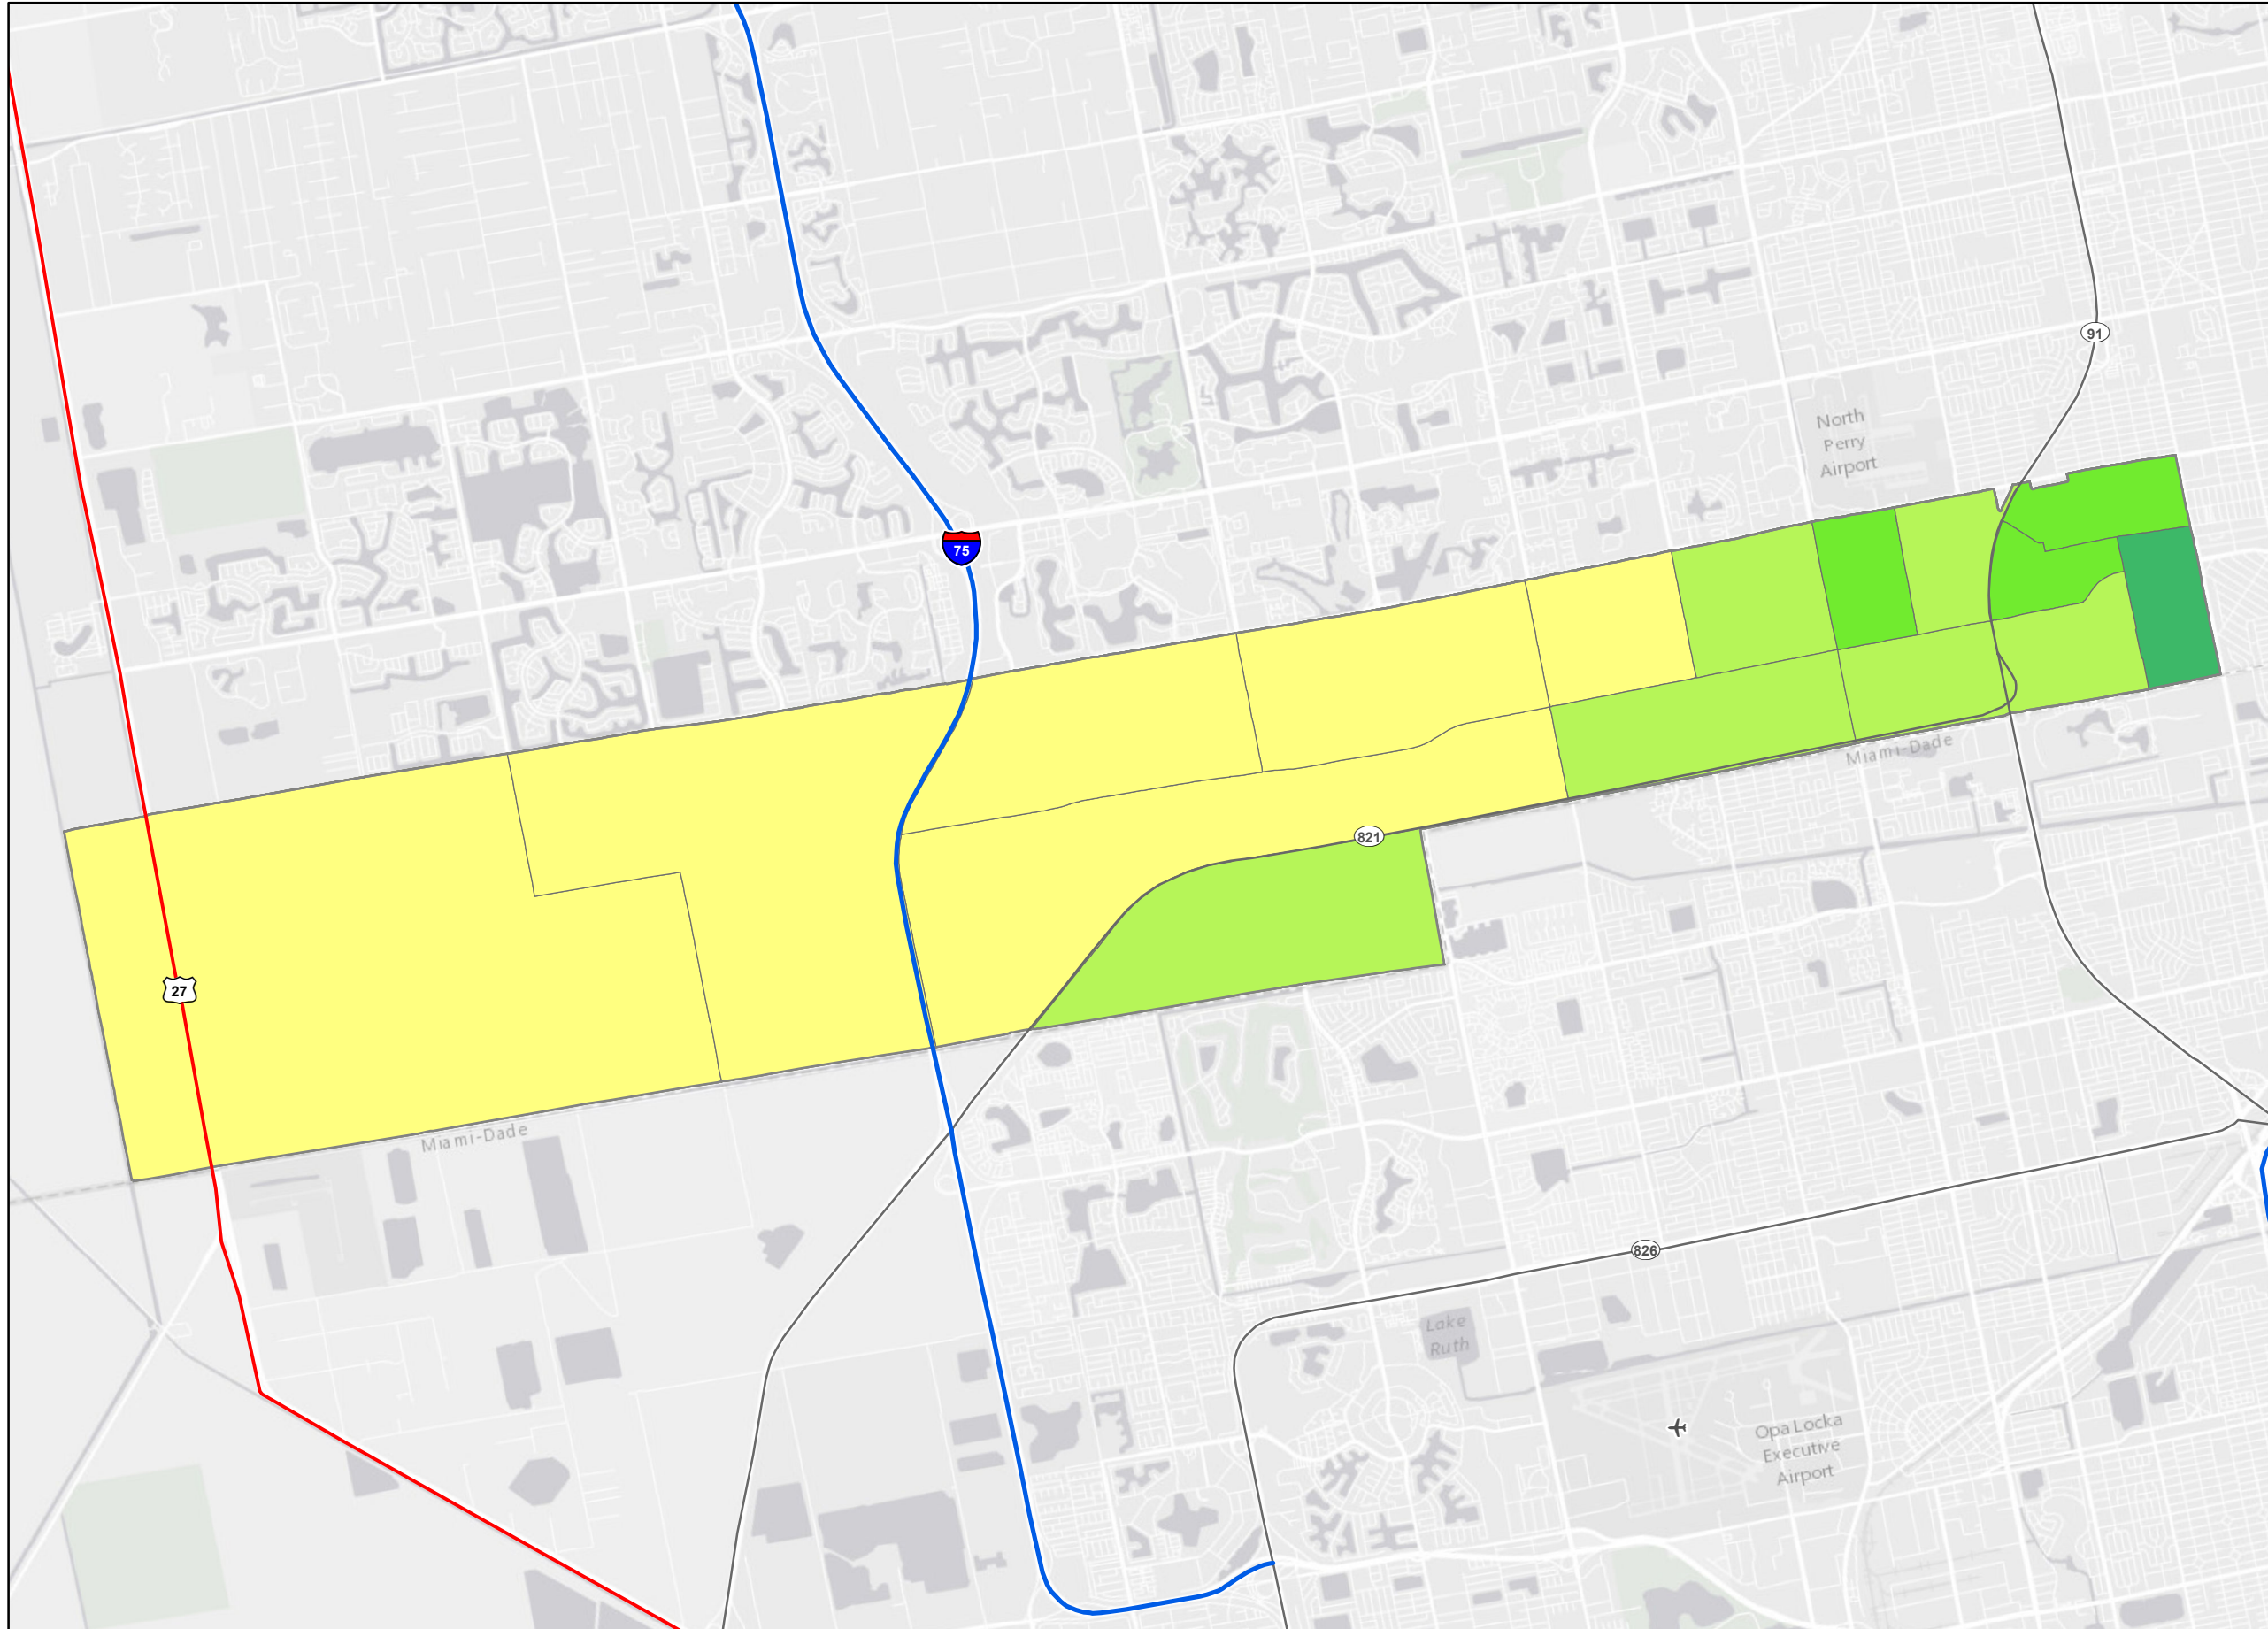 91
North
Perry
Airport
75
Miami-Dade
821
27
Miami-Dade
826
Lake
Ruth
Opa Locka
Executive
Airport